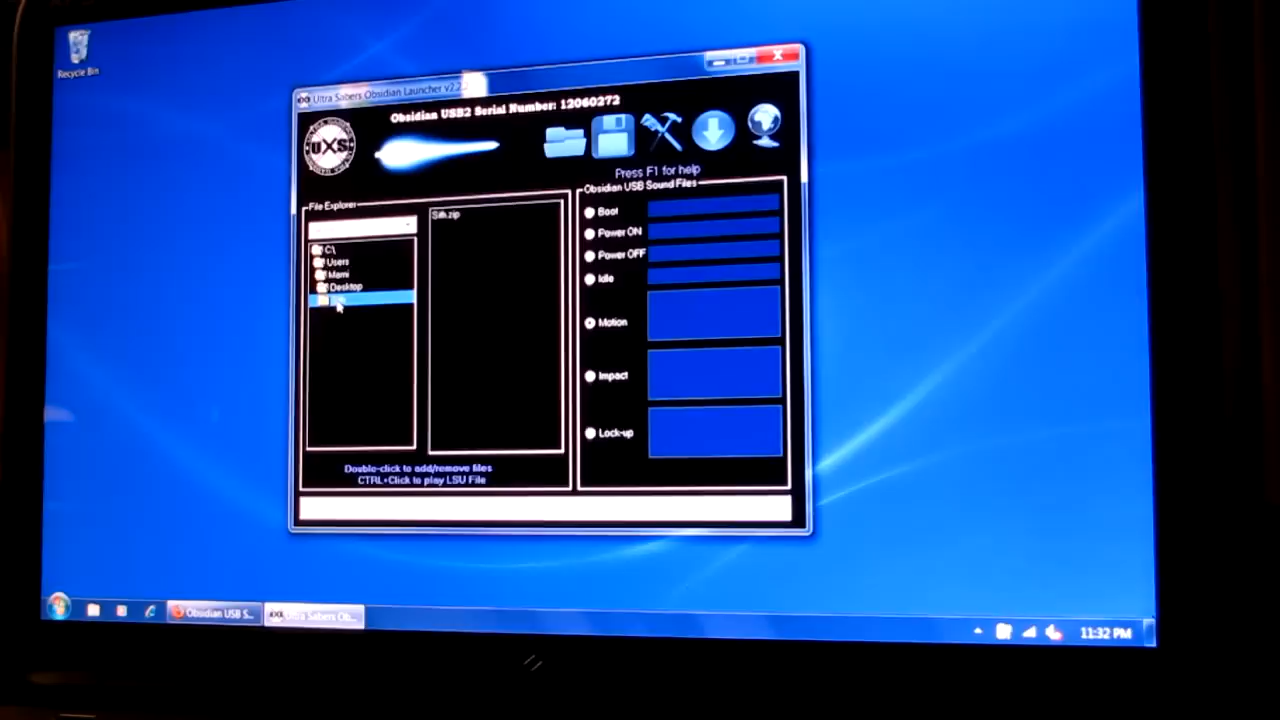 Recycle Bin
Ultra Sabers Obsidian Launcher v2.2
Obsidian USB2 Serial Number: 12060272
UXS
Press F1 for help
File Explorer
C:\
Users
Mami
Desktop
Sith.zip
Double-click to add/remove files
CTRL+Click to play LSU File
Obsidian USB Sound Files
Boot
Power ON
Power OFF
Idle
Motion
Impact
Lock-up
Obsidian USB S...
Ultra Sabers Ob...
11:32 PM